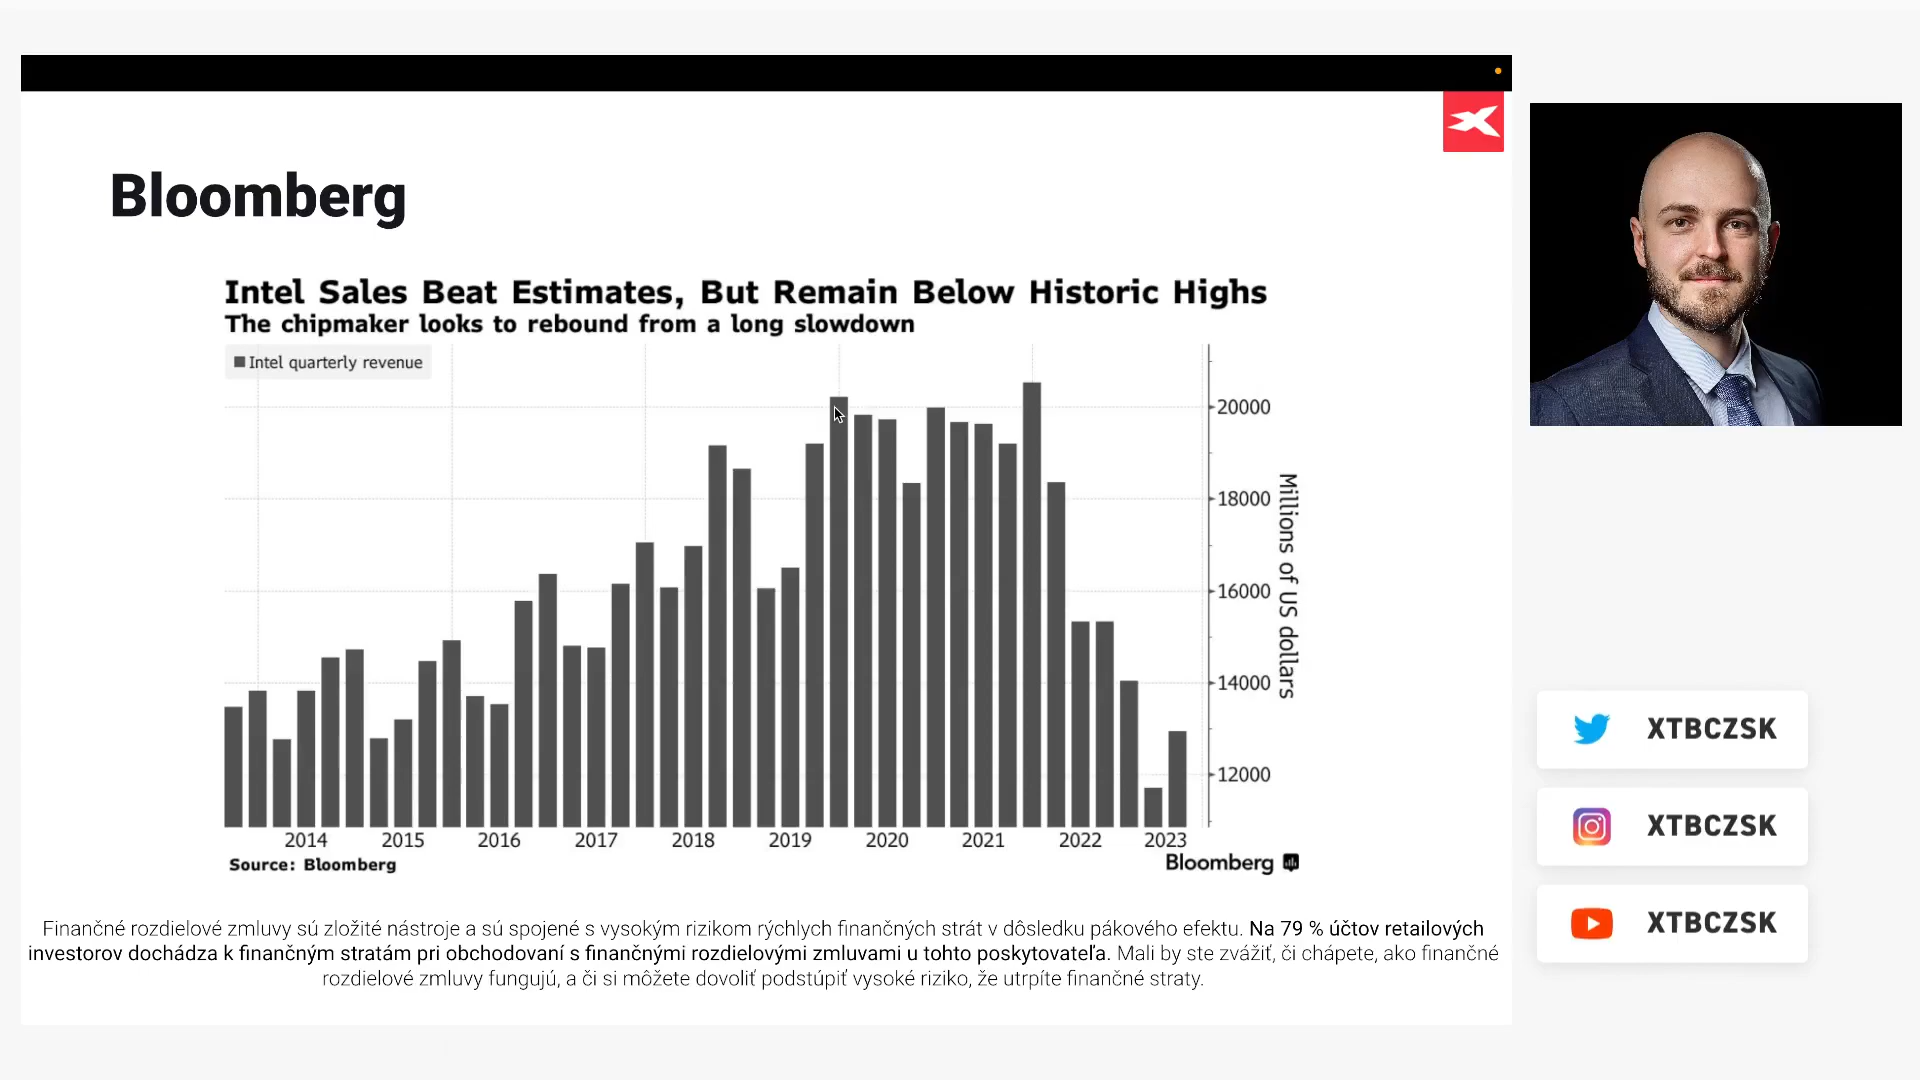 Bloomberg
Intel Sales Beat Estimates, But Remain Below Historic Highs
The chipmaker looks to rebound from a long slowdown
Intel quarterly revenue
20000
18000
16000
14000
12000
Millions of US dollars
2014 2015 2016 2017 2018 2019 2020 2021 2022 2023
Source: Bloomberg
Bloomberg
Finančné rozdielové zmluvy sú zložité nástroje a sú spojené s vysokým rizikom rýchlych finančných strát v dôsledku pákového efektu. Na 79 % účtov retailových
investorov dochádza k finančným stratám pri obchodovaní s finančnými rozdielovými zmluvami u tohto poskytovateľa. Mali by ste zvážiť, či chápete, ako finančné
rozdielové zmluvy fungujú, a či si môžete dovoliť podstúpiť vysoké riziko, že utrpíte finančné straty.
XTBCZSK
XTBCZSK
XTBCZSK